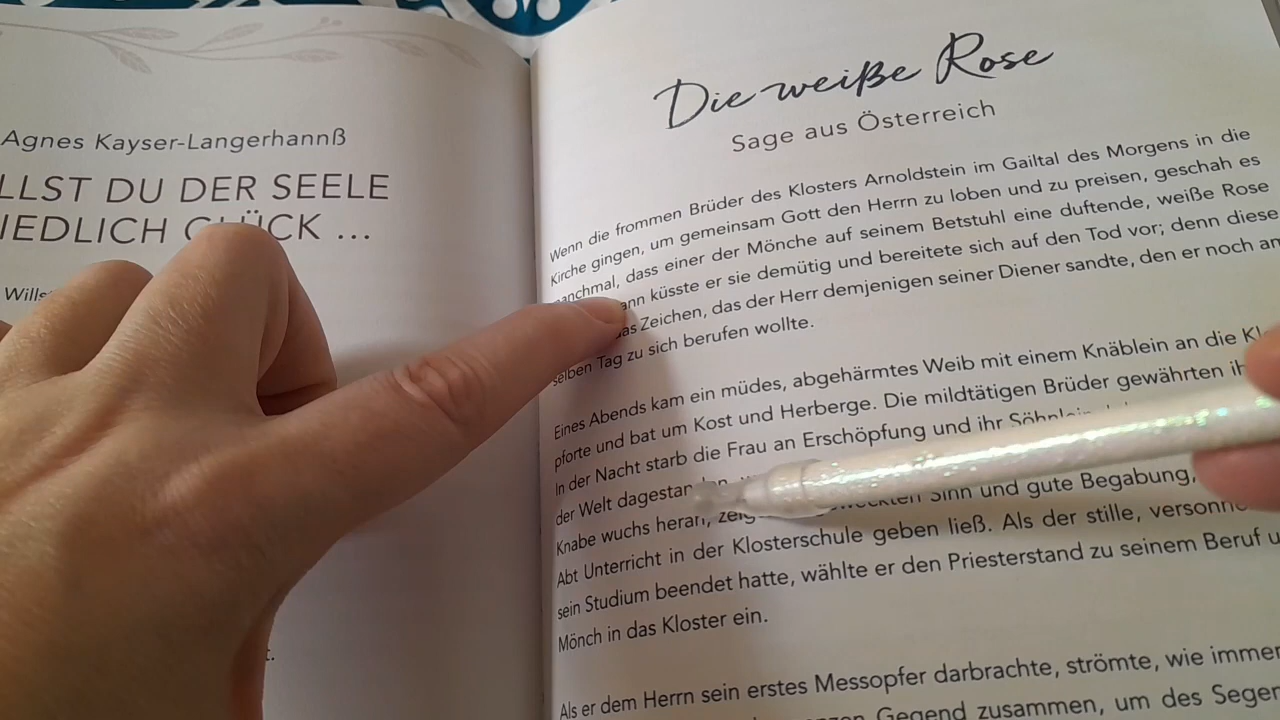 Agnes Kayser-Langerhannß
LLST DU DER SEELE
IEDLICH GLÜCK ...
Die weiße Rose
Sage aus Österreich
Wenn die frommen Brüder des Klosters Arnoldstein im Gailtal des Morgens in die
Kirche gingen, um gemeinsam Gott den Herrn zu loben und zu preisen, geschah es
manchmal, dass einer der Mönche auf seinem Betstuhl eine duftende, weiße Rose
küsste er sie demütig und bereitete sich auf den Tod vor; denn diese
das Zeichen, das der Herr demjenigen seiner Diener sandte, den er noch am
selben Tag zu sich berufen wollte.
Eines Abends kam ein müdes, abgehärmtes Weib mit einem Knäblein an die
pforte und bat um Kost und Herberge. Die mildtätigen Brüder gewährten
In der Nacht starb die Frau an Erschöpfung und ihr Söhnlein
der Welt
Knabe wuchs heran, Sinn und gute Begabung,
Abt Unterricht in der Klosterschule geben ließ. Als der stille,
sein Studium beendet hatte, wählte er den Priesterstand zu seinem Beruf
Mönch in das Kloster ein.
Als er dem Herrn sein erstes Messopfer darbrachte, strömte, wie immer
Gegend zusammen, um des